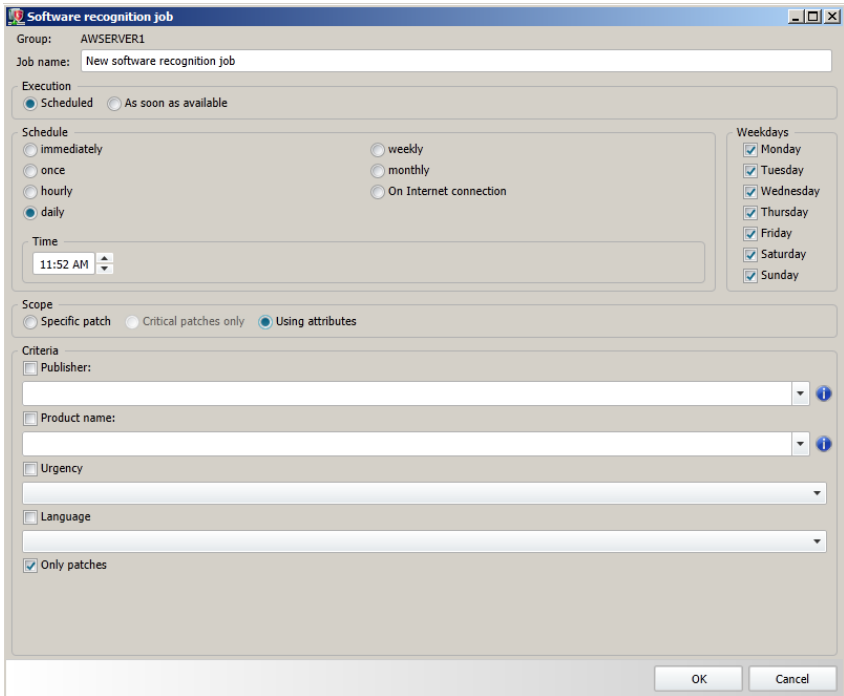 Software recognition job
Group: AWSERVER1
Job name: New software recognition job
Execution
Scheduled As soon as available
Schedule Weekdays
immediately weekly Monday
once monthly Tuesday
hourly On Internet connection Wednesday
daily Thursday
Friday
Time
Saturday
11:52 AM
Sunday
Scope
Specific patch Critical patches only Using attributes
Criteria
Publisher:
Product name:
Urgency
Language
Only patches
OK Cancel